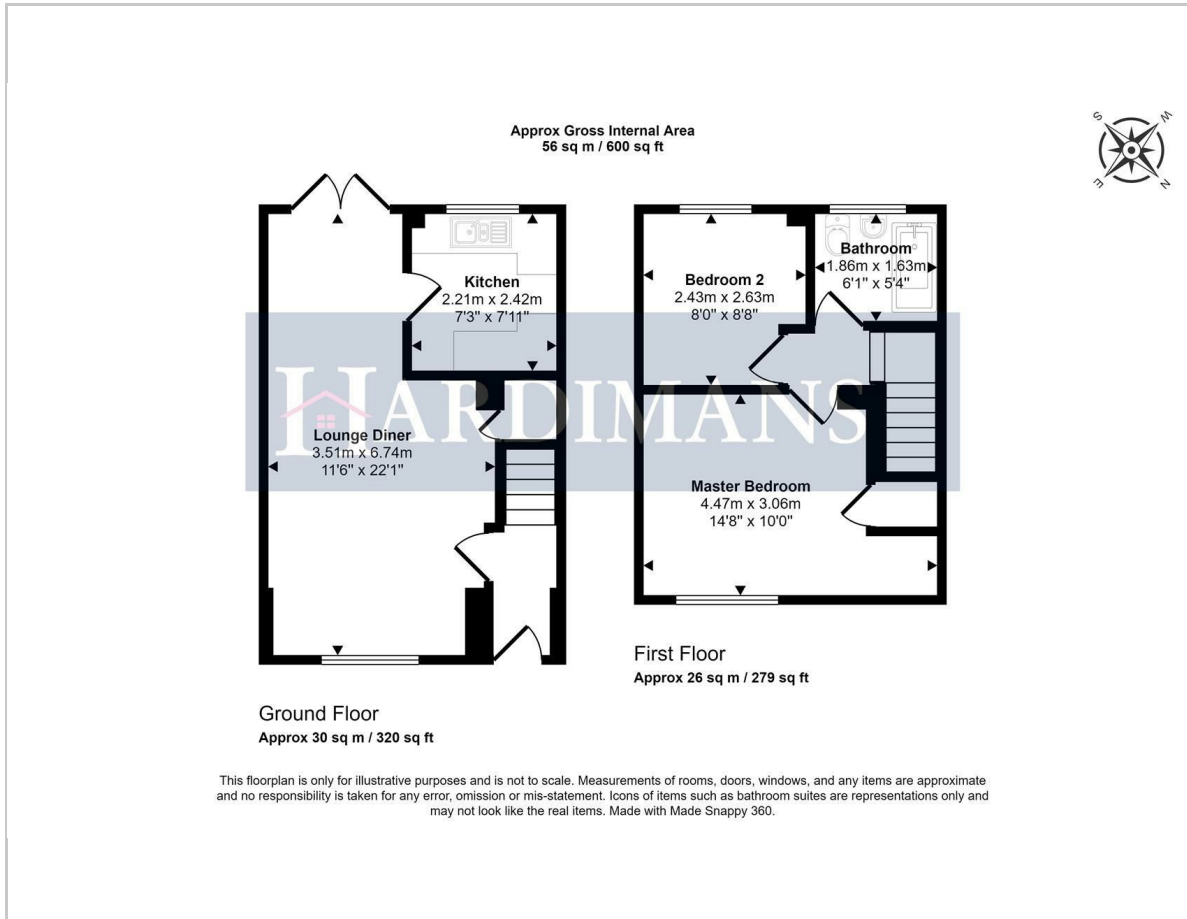 Approx Gross Internal Area
56 sq m / 600 sq ft
S
W
E
N
Kitchen
2.21m x 2.42m
7'3" x 7'11"
Lounge Diner
3.51m x 6.74m
11'6" x 22'1"
Bedroom 2
2.43m x 2.63m
8'0" x 8'8"
Bathroom
1.86m x 1.63m
6'1" x 5'4"
HARDIMANS
Master Bedroom
4.47m x 3.06m
14'8" x 10'0"
First Floor
Approx 26 sq m / 279 sq ft
Ground Floor
Approx 30 sq m / 320 sq ft
This floorplan is only for illustrative purposes and is not to scale. Measurements of rooms, doors, windows, and any items are approximate
and no responsibility is taken for any error, omission or mis-statement. Icons of items such as bathroom suites are representations only and
may not look like the real items. Made with Made Snappy 360.